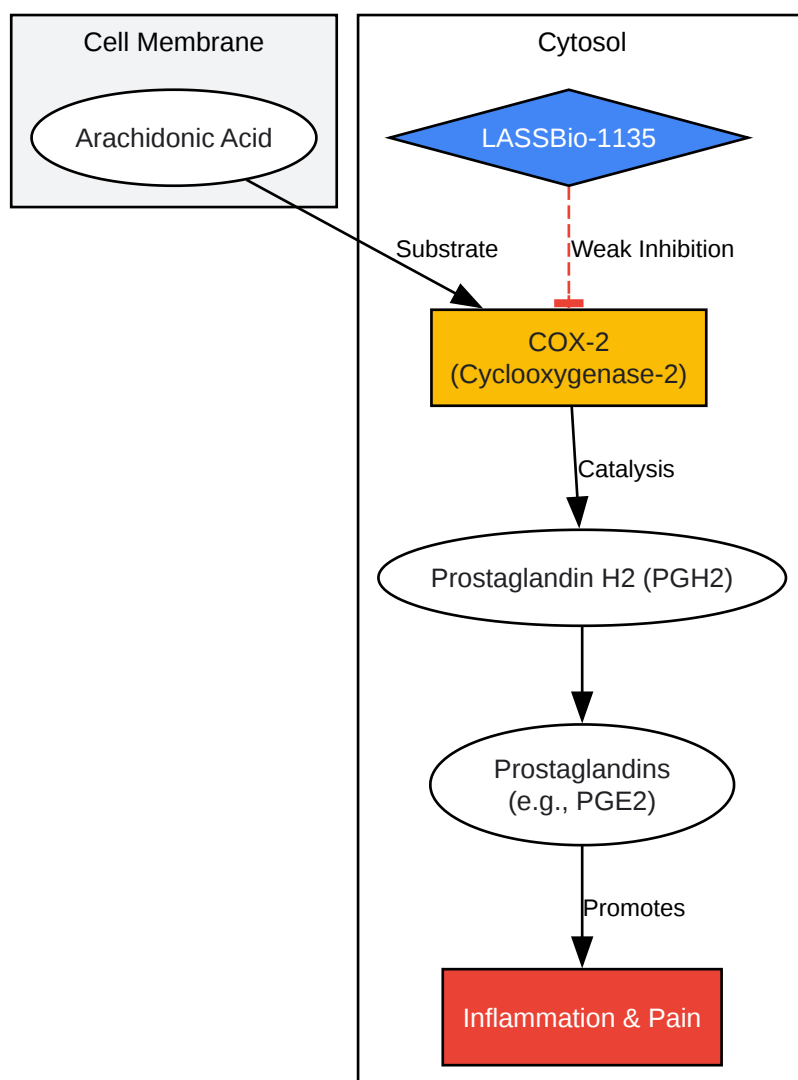 Cell Membrane
Cytosol
Arachidonic Acid
LASSBio-1135
Substrate
Weak Inhibition
COX-2
(Cyclooxygenase-2)
Catalysis
Prostaglandin H2 (PGH2)
Prostaglandins
(e.g., PGE2)
Promotes
Inflammation & Pain